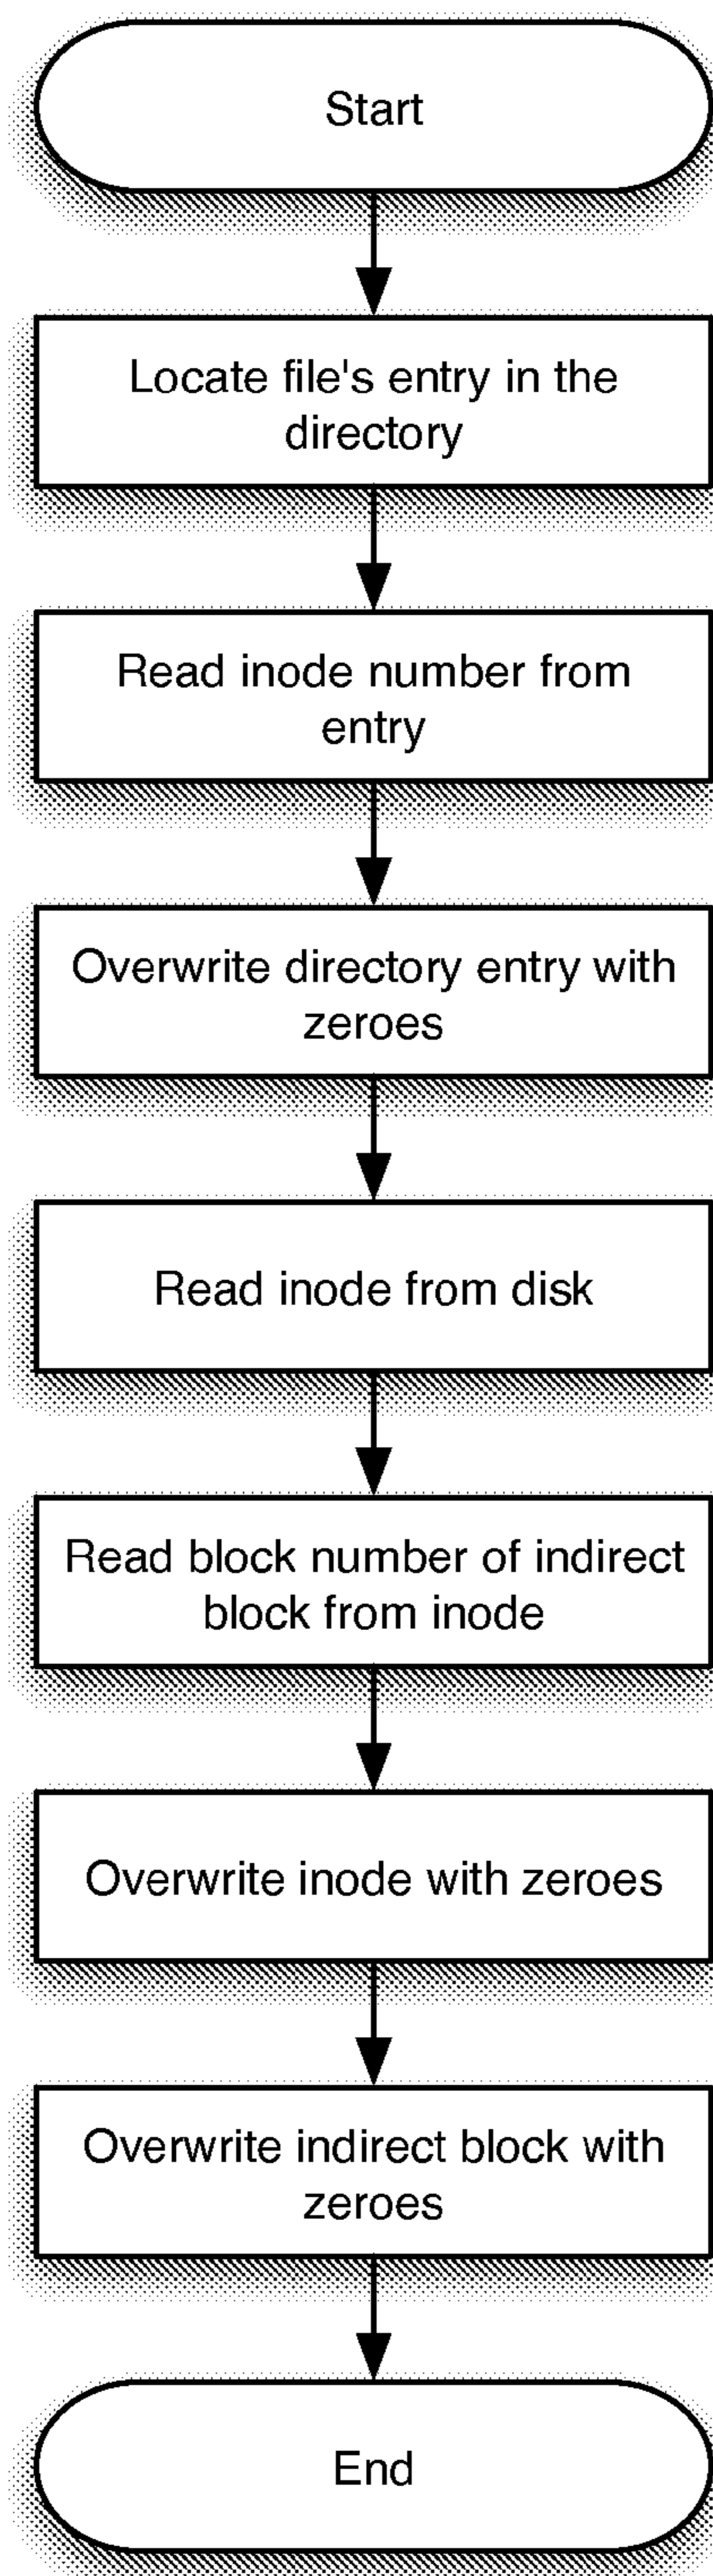 Start
Locate file's entry in the
directory
Read inode number from
entry
Overwrite directory entry with
zeroes
Read inode from disk
Read block number of indirect
block from inode
Overwrite inode with zeroes
Overwrite indirect block with
zeroes
End